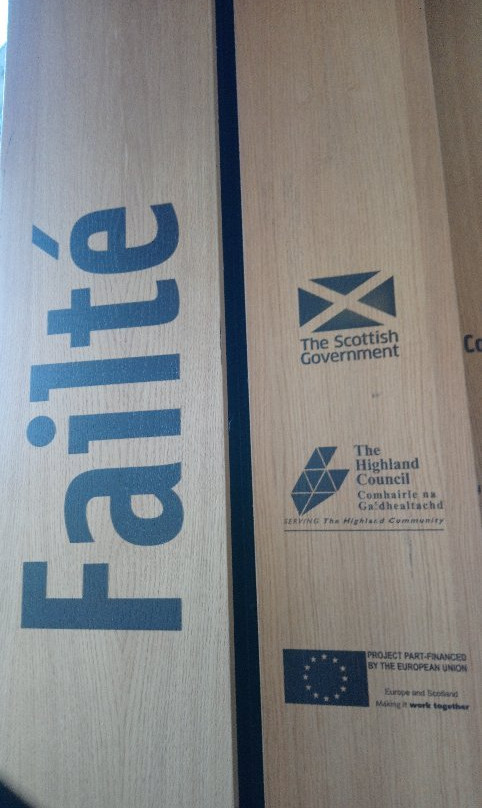 Failté
The Scottish
Government
The
Highland
Council
Comhairle na
Gàidhealtachd
SERVING The Highland Community
PROJECT PART-FINANCED
BY THE EUROPEAN UNION
Europe and Scotland
Making it work together